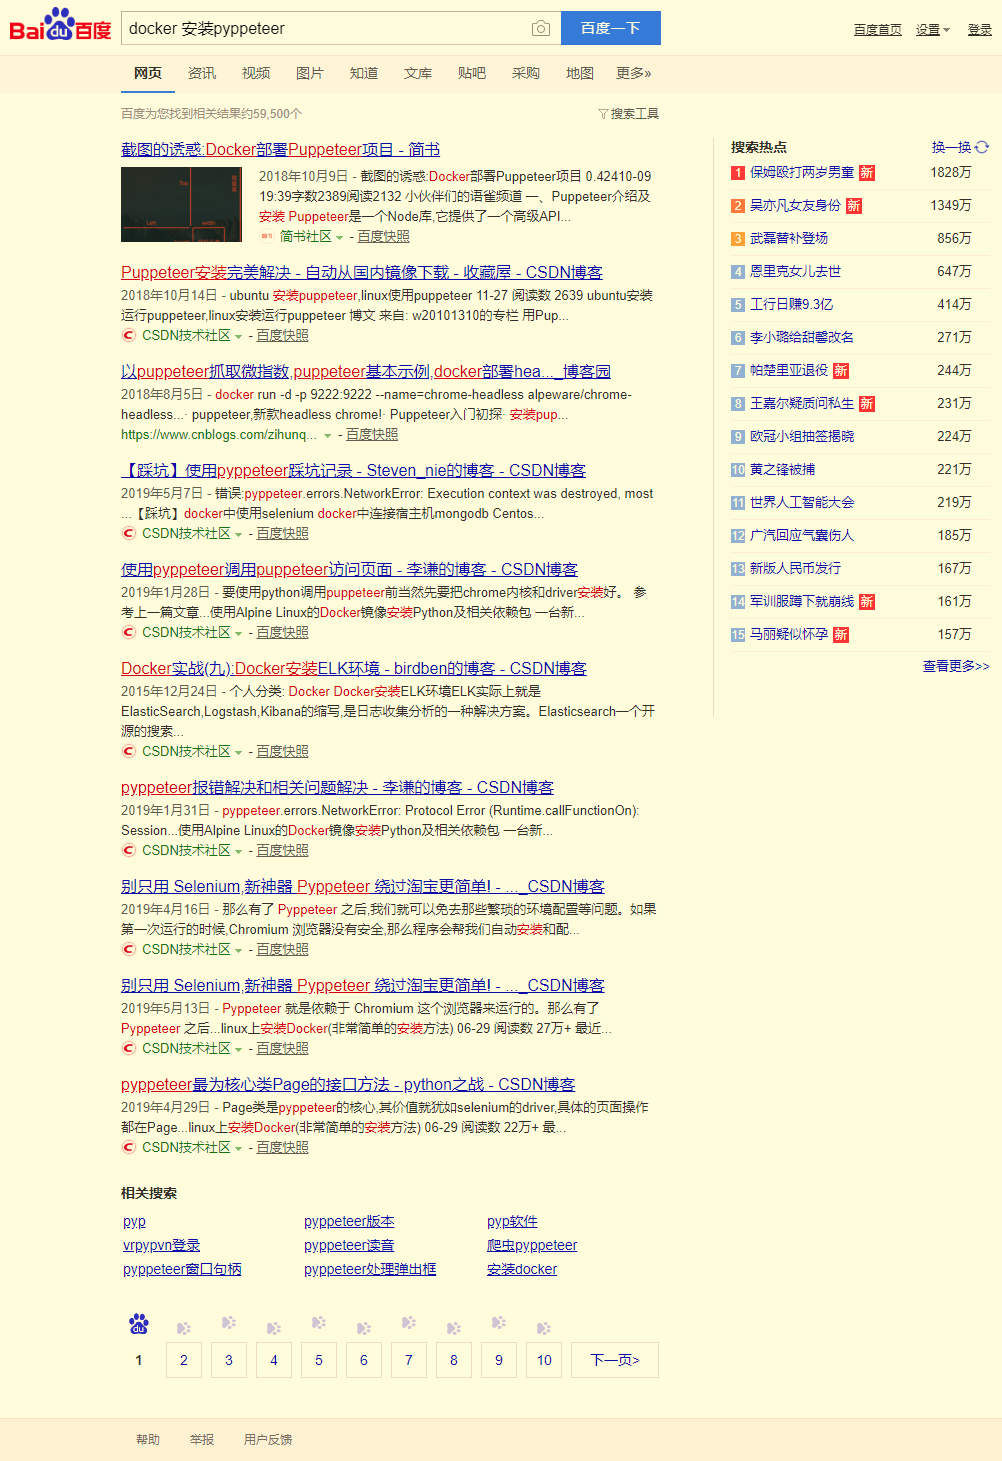 Baidu百度
docker 安装pyppeteer
百度一下
百度首页 设置 登录
网页 资讯 视频 图片 知道 文库 贴吧 采购 地图 更多»
百度为您找到相关结果约59,500个
搜索工具
截图的诱惑:Docker部署Puppeteer项目 - 简书
Top
Left
width
2018年10月9日 - 截图的诱惑:Docker部署Puppeteer项目 0.42410-09
19:39字数2389阅读2132 小伙伴们的语雀频道 一、Puppeteer介绍及
安装 Puppeteer是一个Node库,它提供了一个高级API...
简书社区 - 百度快照
Puppeteer安装完美解决 - 自动从国内镜像下载 - 收藏屋 - CSDN博客
2018年10月14日 - ubuntu 安装puppeteer,linux使用puppeteer 11-27 阅读数 2639 ubuntu安装
运行puppeteer,linux安装运行puppeteer 博文 来自: w20101310的专栏 用Pup...
CSDN技术社区 - 百度快照
以puppeteer抓取微指数,puppeteer基本示例,docker部署hea..._博客园
2018年8月5日 - docker run -d -p 9222:9222 --name=chrome-headless alpeware/chrome-
headless...· puppeteer,新款headless chrome!· Puppeteer入门初探· 安装pup...
https://www.cnblogs.com/zihunq... - 百度快照
【踩坑】使用pyppeteer踩坑记录 - Steven_nie的博客 - CSDN博客
2019年5月7日 - 错误:pyppeteer.errors.NetworkError: Execution context was destroyed, most
...【踩坑】docker中使用selenium docker中连接宿主机mongodb Centos...
CSDN技术社区 - 百度快照
使用pyppeteer调用puppeteer访问页面 - 李谦的博客 - CSDN博客
2019年1月28日 - 要使用python调用puppeteer前当然先要把chrome内核和driver安装好。 参
考上一篇文章...使用Alpine Linux的Docker镜像安装Python及相关依赖包 一台新...
CSDN技术社区 - 百度快照
Docker实战(九):Docker安装ELK环境 - birdben的博客 - CSDN博客
2015年12月24日 - 个人分类: Docker Docker安装ELK环境ELK实际上就是
ElasticSearch,Logstash,Kibana的缩写,是日志收集分析的一种解决方案。Elasticsearch一个开
源的搜索...
CSDN技术社区 - 百度快照
pyppeteer报错解决和相关问题解决 - 李谦的博客 - CSDN博客
2019年1月31日 - pyppeteer.errors.NetworkError: Protocol Error (Runtime.callFunctionOn):
Session...使用Alpine Linux的Docker镜像安装Python及相关依赖包 一台新...
CSDN技术社区 - 百度快照
别只用 Selenium,新神器 Pyppeteer 绕过淘宝更简单! - ..._CSDN博客
2019年4月16日 - 那么有了 Pyppeteer 之后,我们就可以免去那些繁琐的环境配置等问题。如果
第一次运行的时候,Chromium 浏览器没有安全,那么程序会帮我们自动安装和配...
CSDN技术社区 - 百度快照
别只用 Selenium,新神器 Pyppeteer 绕过淘宝更简单! - ..._CSDN博客
2019年5月13日 - Pyppeteer 就是依赖于 Chromium 这个浏览器来运行的。那么有了
Pyppeteer 之后...linux上安装Docker(非常简单的安装方法) 06-29 阅读数 27万+ 最近...
CSDN技术社区 - 百度快照
pyppeteer最为核心类Page的接口方法 - python之战 - CSDN博客
2019年4月29日 - Page类是pyppeteer的核心,其价值就犹如selenium的driver,具体的页面操作
都在Page...linux上安装Docker(非常简单的安装方法) 06-29 阅读数 22万+ 最...
CSDN技术社区 - 百度快照
搜索热点 换一换
1 保姆殴打两岁男童 新 1828万
2 吴亦凡女友身份 新 1349万
3 武磊替补登场 856万
4 恩里克女儿去世 647万
5 工行日赚9.3亿 414万
6 李小璐给甜馨改名 271万
7 帕楚里亚退役 新 244万
8 王嘉尔疑质问私生 新 231万
9 欧冠小组抽签揭晓 224万
10 黄之锋被捕 221万
11 世界人工智能大会 219万
12 广汽回应气囊伤人 185万
13 新版人民币发行 167万
14 军训服蹲下就崩线 新 161万
15 马丽疑似怀孕 新 157万
查看更多>>
相关搜索
pyp pyppeteer版本 pyp软件
vrpypvn登录 pyppeteer读音 爬虫pyppeteer
pyppeteer窗口句柄 pyppeteer处理弹出框 安装docker
1 2 3 4 5 6 7 8 9 10 下一页>
帮助 举报 用户反馈